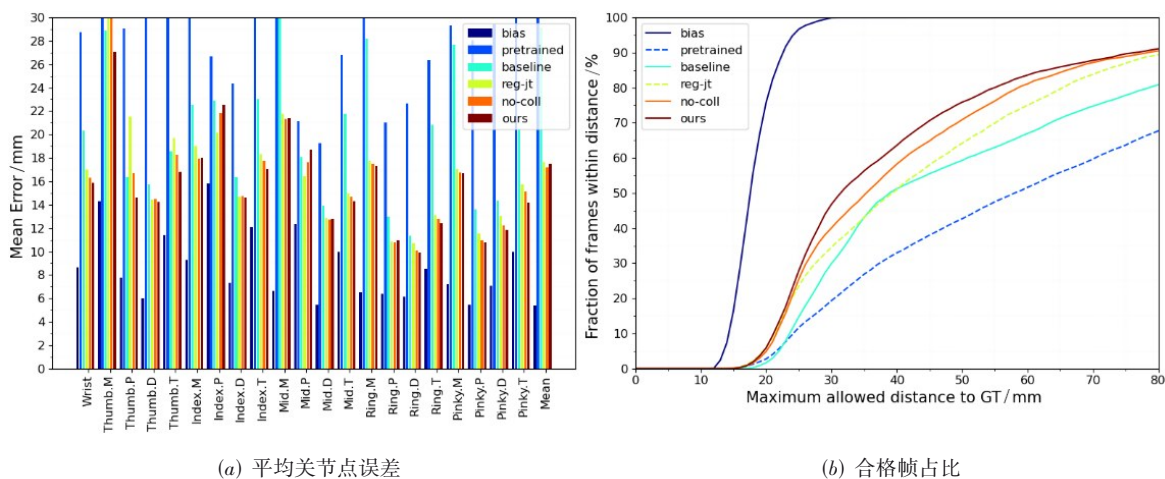 30
28
26
24
22
20
18
16
14
12
10
8
6
4
2
0
Mean Error/mm
bias
pretrained
baseline
reg-jt
no-coll
ours
Wrist
Thumb.M
Thumb.P
Thumb.D
Thumb.T
Index.M
Index.P
Index.D
Index.T
Mid.M
Mid.P
Mid.D
Mid.T
Ring.M
Ring.P
Ring.D
Ring.T
Pinky.M
Pinky.P
Pinky.D
Pinky.T
Mean
(a) 平均关节点误差
100
90
80
70
60
50
40
30
20
10
0
Fraction of frames within distance/%
bias
pretrained
baseline
reg-jt
no-coll
ours
0 10 20 30 40 50 60 70 80
Maximum allowed distance to GT/mm
(b) 合格帧占比